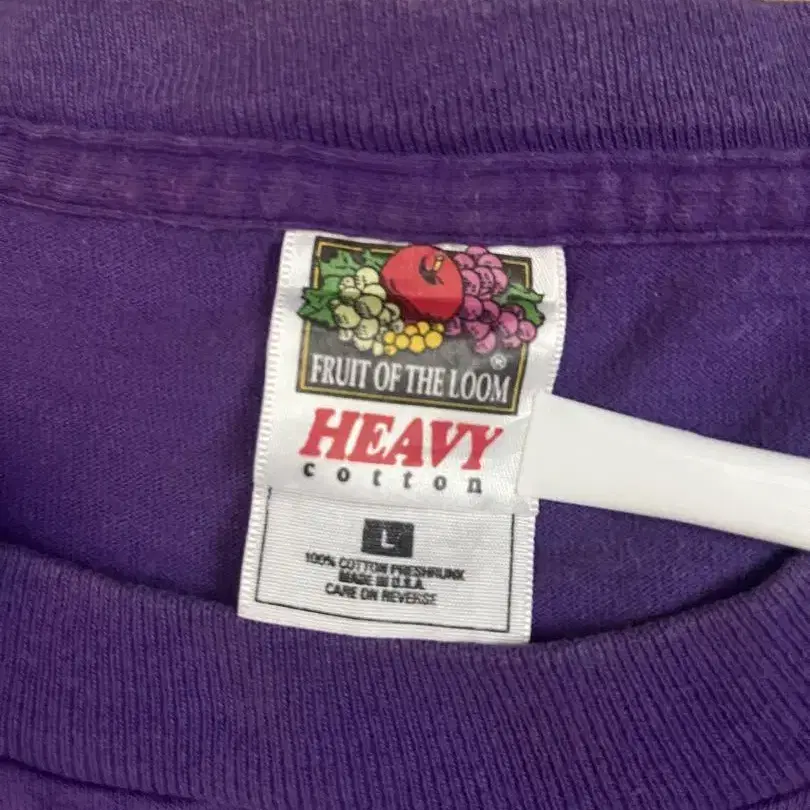 FRUIT OF THE LOOM ®
HEAVY
cotton
L
100% COTTON PRESHRUNK
MADE IN U.S.A.
CARE ON REVERSE